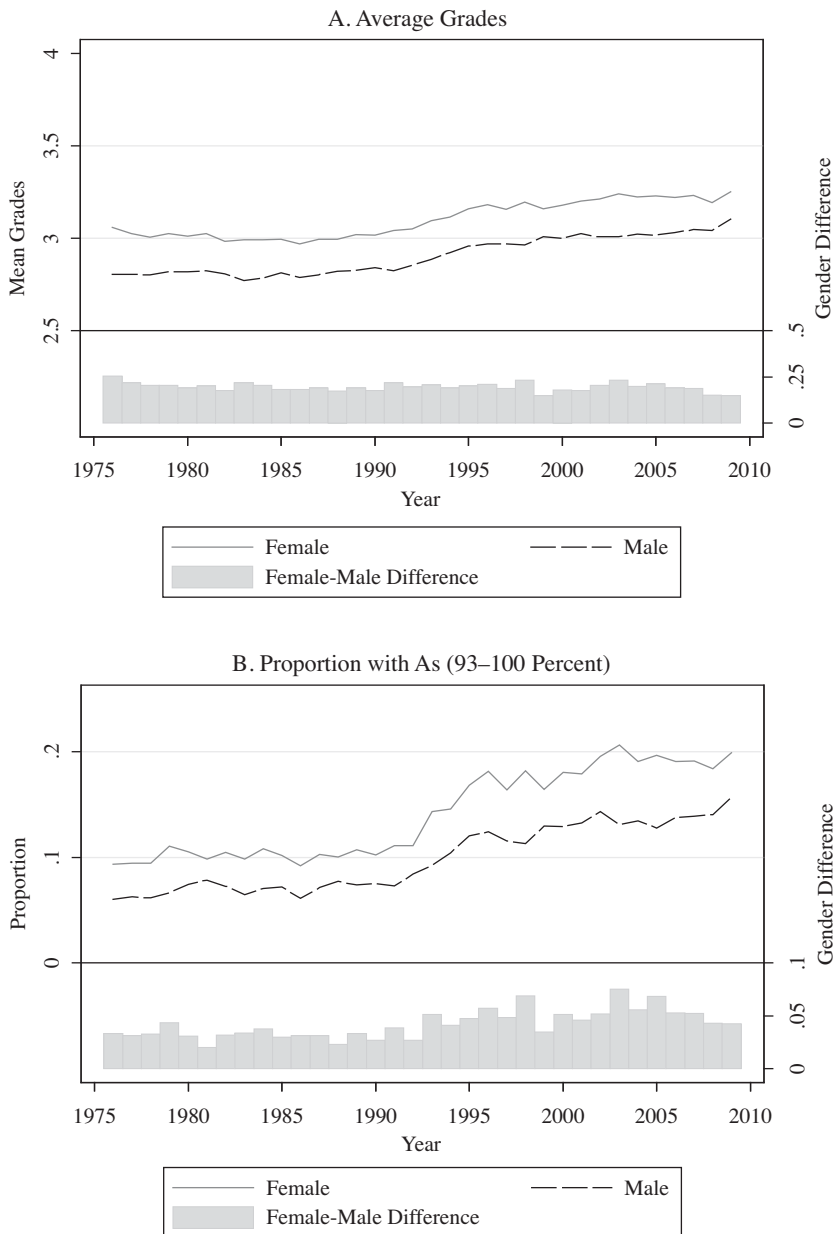 A. Average Grades
4
3.5
3
2.5
Mean Grades
.5
.25
0
Gender Difference
1975 1980 1985 1990 1995 2000 2005 2010
Year
Female Male
Female-Male Difference
B. Proportion with As (93–100 Percent)
.2
.1
0
Proportion
.1
.05
0
Gender Difference
1975 1980 1985 1990 1995 2000 2005 2010
Year
Female Male
Female-Male Difference